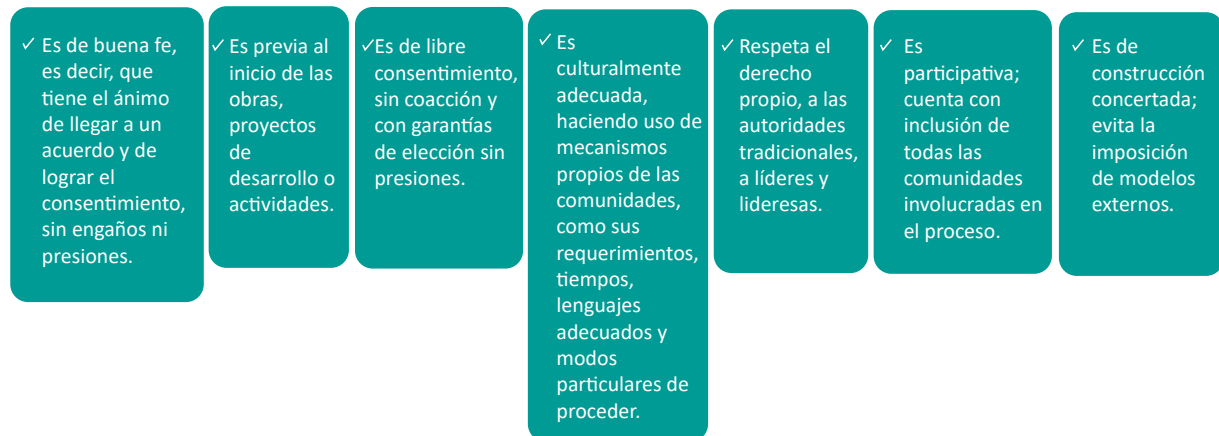 ✓ Es de buena fe,
es decir, que
tiene el ánimo
de llegar a un
acuerdo y de
lograr el
consentimiento,
sin engaños ni
presiones.
✓ Es previa al
inicio de las
obras,
proyectos
de
desarrollo o
actividades.
✓ Es de libre
consentimiento,
sin coacción y
con garantías
de elección sin
presiones.
✓ Es
culturalmente
adecuada,
haciendo uso de
mecanismos
propios de las
comunidades,
como sus
requerimientos,
tiempos,
lenguajes
adecuados y
modos
particulares de
proceder.
✓ Respeta el
derecho
propio, a las
autoridades
tradicionales,
a líderes y
lideresas.
✓ Es
participativa;
cuenta con
inclusión de
todas las
comunidades
involucradas en
el proceso.
✓ Es de
construcción
concertada;
evita la
imposición
de modelos
externos.